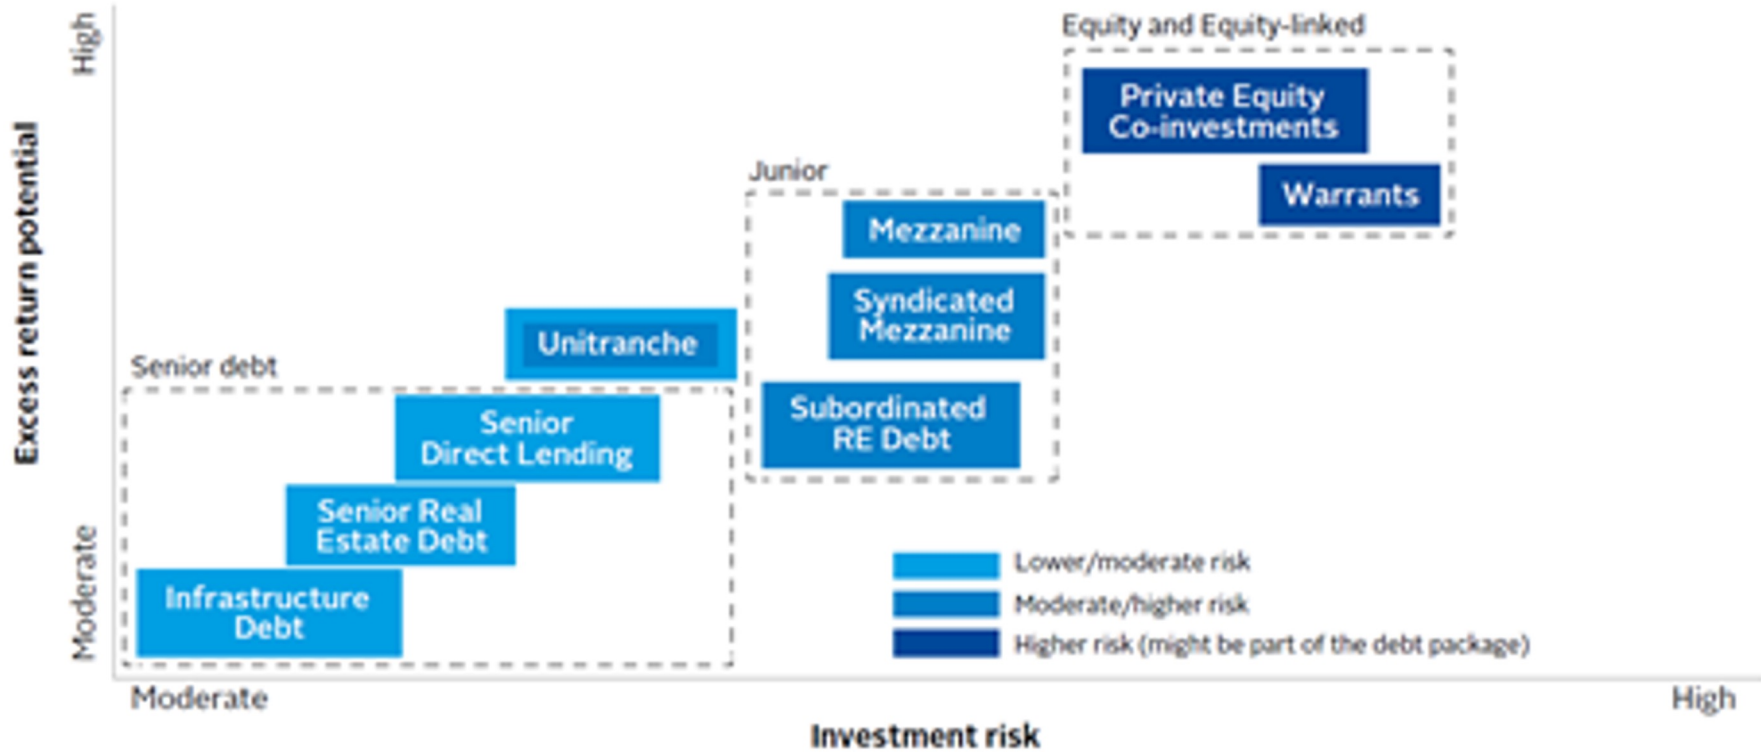 Equity and Equity-linked
High
Private Equity
Co-investments
Junior
Warrants
Mezzanine
Excess return potential
Syndicated
Mezzanine
Unitranche
Senior debt
Senior
Direct Lending
Subordinated
RE Debt
Senior Real
Estate Debt
Moderate
Infrastructure
Debt
Lower/moderate risk
Moderate/higher risk
Higher risk (might be part of the debt package)
Moderate
High
Investment risk